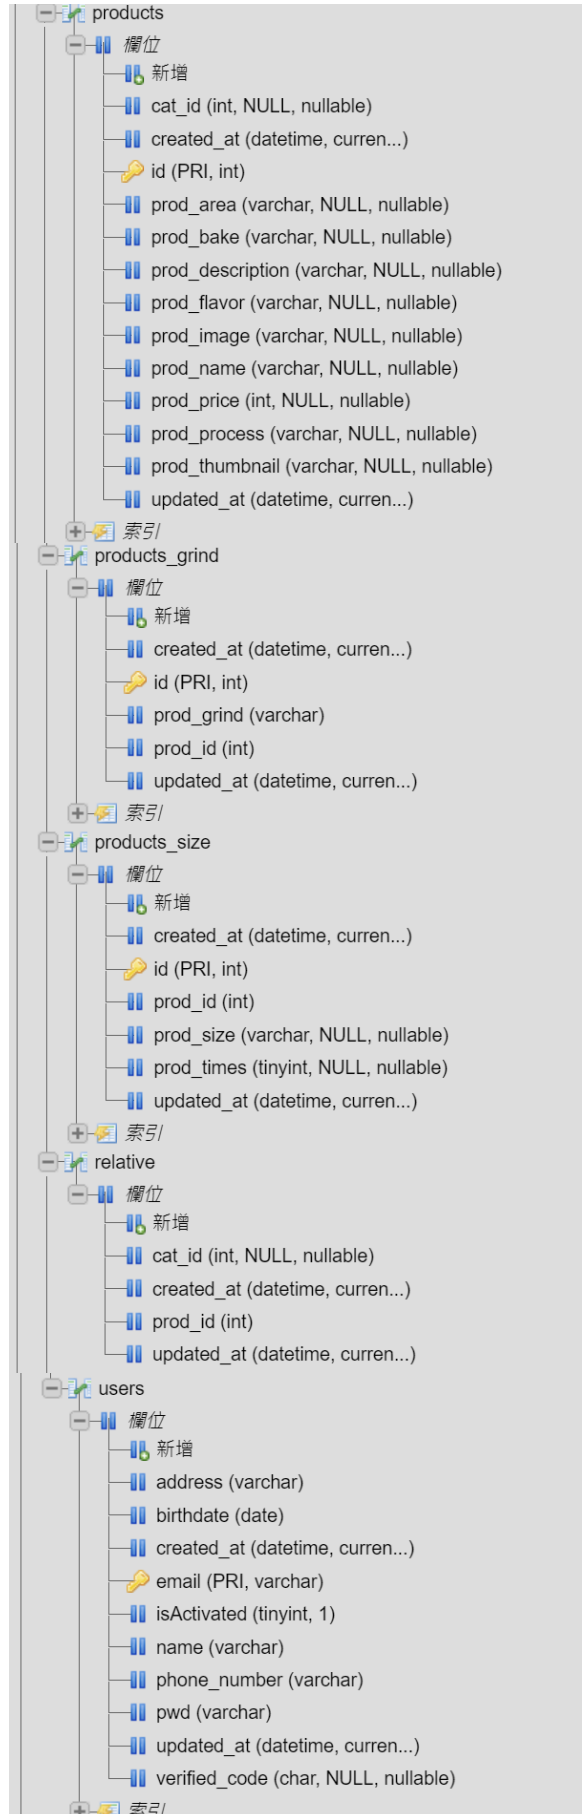 products
欄位
新增
cat_id (int, NULL, nullable)
created_at (datetime, curren...)
id (PRI, int)
prod_area (varchar, NULL, nullable)
prod_bake (varchar, NULL, nullable)
prod_description (varchar, NULL, nullable)
prod_flavor (varchar, NULL, nullable)
prod_image (varchar, NULL, nullable)
prod_name (varchar, NULL, nullable)
prod_price (int, NULL, nullable)
prod_process (varchar, NULL, nullable)
prod_thumbnail (varchar, NULL, nullable)
updated_at (datetime, curren...)
索引
products_grind
欄位
新增
created_at (datetime, curren...)
id (PRI, int)
prod_grind (varchar)
prod_id (int)
updated_at (datetime, curren...)
索引
products_size
欄位
新增
created_at (datetime, curren...)
id (PRI, int)
prod_id (int)
prod_size (varchar, NULL, nullable)
prod_times (tinyint, NULL, nullable)
updated_at (datetime, curren...)
索引
relative
欄位
新增
cat_id (int, NULL, nullable)
created_at (datetime, curren...)
prod_id (int)
updated_at (datetime, curren...)
users
欄位
新增
address (varchar)
birthdate (date)
created_at (datetime, curren...)
email (PRI, varchar)
isActivated (tinyint, 1)
name (varchar)
phone_number (varchar)
pwd (varchar)
updated_at (datetime, curren...)
verified_code (char, NULL, nullable)
索引